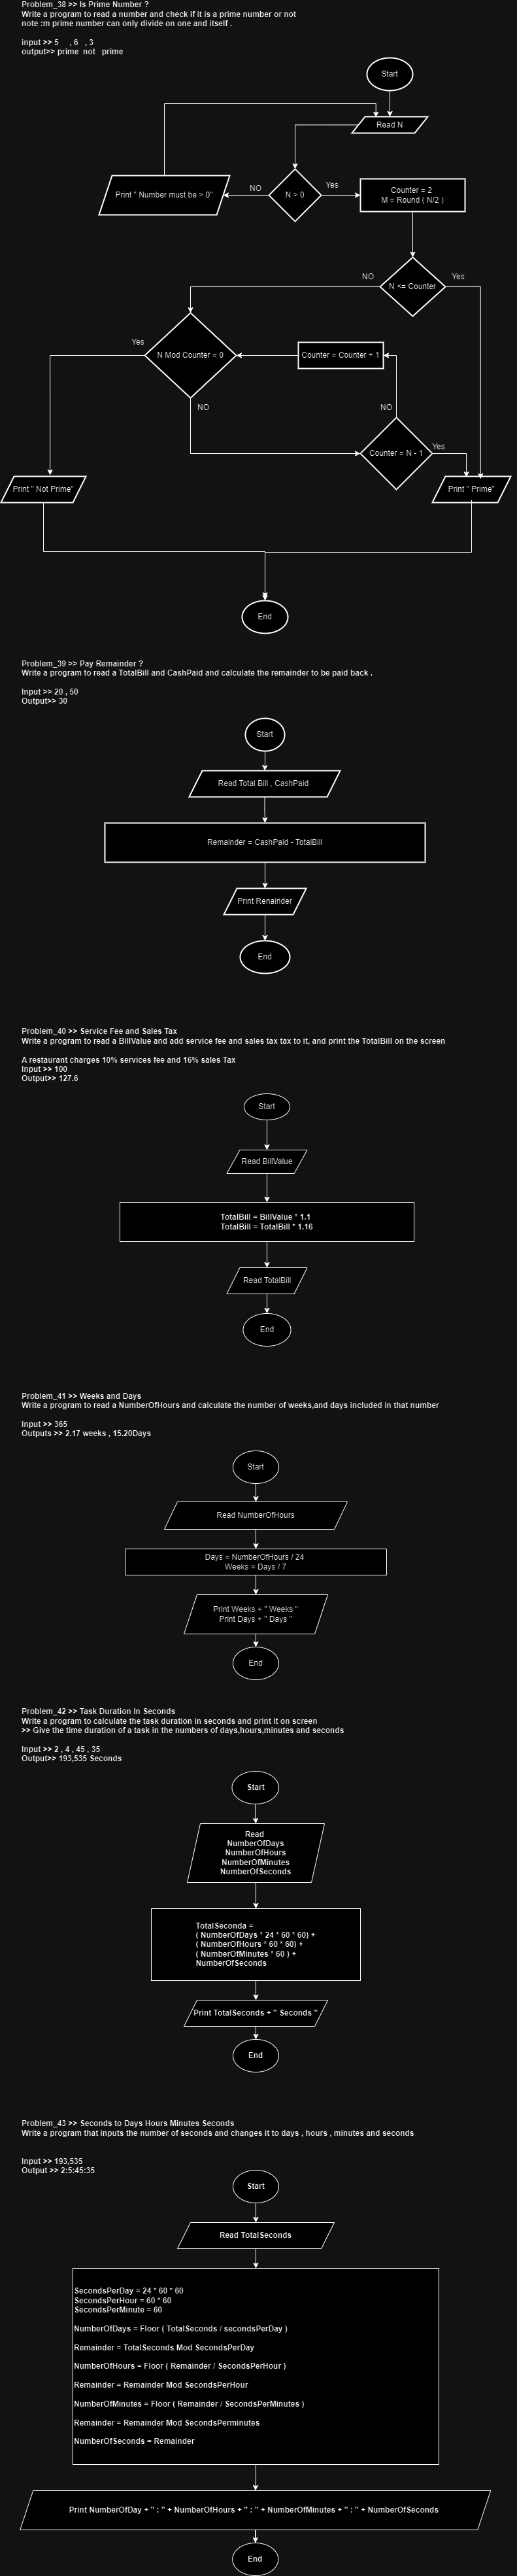 Problem_38 >> Is Prime Number ?
Write a program to read a number and check if it is a prime number or not
note :m prime number can only divide on one and itself .
input >> 5 , 6 , 3
output>> prime not prime
Start
Read N
Print " Number must be > 0"
NO
N > 0
Yes
Counter = 2
M = Round ( N/2 )
NO
N <= Counter
Yes
Yes
N Mod Counter = 0
Counter = Counter + 1
NO
NO
Counter = N - 1
Yes
Print " Not Prime"
Print " Prime"
End
Problem_39 >> Pay Remainder ?
Write a program to read a TotalBill and CashPaid and calculate the remainder to be paid back .
Input >> 20 , 50
Output>> 30
Start
Read Total Bill , CashPaid
Remainder = CashPaid - TotalBill
Print Renainder
End
Problem_40 >> Service Fee and Sales Tax
Write a program to read a BillValue and add service fee and sales tax tax to it, and print the TotalBill on the screen
A restaurant charges 10% services fee and 16% sales Tax
Input >> 100
Output>> 127.6
Start
Read BillValue
TotalBill = BillValue * 1.1
TotalBill = TotalBill * 1.16
Read TotalBill
End
Problem_41 >> Weeks and Days
Write a program to read a NumberOfHours and calculate the number of weeks,and days included in that number
Input >> 365
Outputs >> 2.17 weeks , 15.20Days
Start
Read NumberOfHours
Days = NumberOfHours / 24
Weeks = Days / 7
Print Weeks + " Weeks "
Print Days + " Days "
End
Problem_42 >> Task Duration In Seconds
Write a program to calculate the task duration in seconds and print it on screen
>> Give the time duration of a task in the numbers of days,hours,minutes and seconds
Input >> 2 , 4 , 45 , 35
Output>> 193,535 Seconds
Start
Read
NumberOfDays
NumberOfHours
NumberOfMinutes
NumberOfSeconds
TotalSeconda =
( NumberOfDays * 24 * 60 * 60) +
( NumberOfHours * 60 * 60) +
( NumberOfMinutes * 60 ) +
NumberOfSeconds
Print TotalSeconds + " Seconds "
End
Problem_43 >> Seconds to Days Hours Minutes Seconds
Write a program that inputs the number of seconds and changes it to days , hours , minutes and seconds
Input >> 193,535
Output >> 2:5:45:35
Start
Read TotalSeconds
SecondsPerDay = 24 * 60 * 60
SecondsPerHour = 60 * 60
SecondsPerMinute = 60
NumberOfDays = Floor ( TotalSeconds / secondsPerDay )
Remainder = TotalSeconds Mod SecondsPerDay
NumberOfHours = Floor ( Remainder / SecondsPerHour )
Remainder = Remainder Mod SecondsPerHour
NumberOfMinutes = Floor ( Remainder / SecondsPerMinutes )
Remainder = Remainder Mod SecondsPerminutes
NumberOfSeconds = Remainder
Print NumberOfDay + " : " + NumberOfHours + " : " + NumberOfMinutes + " : " + NumberOfSeconds
End